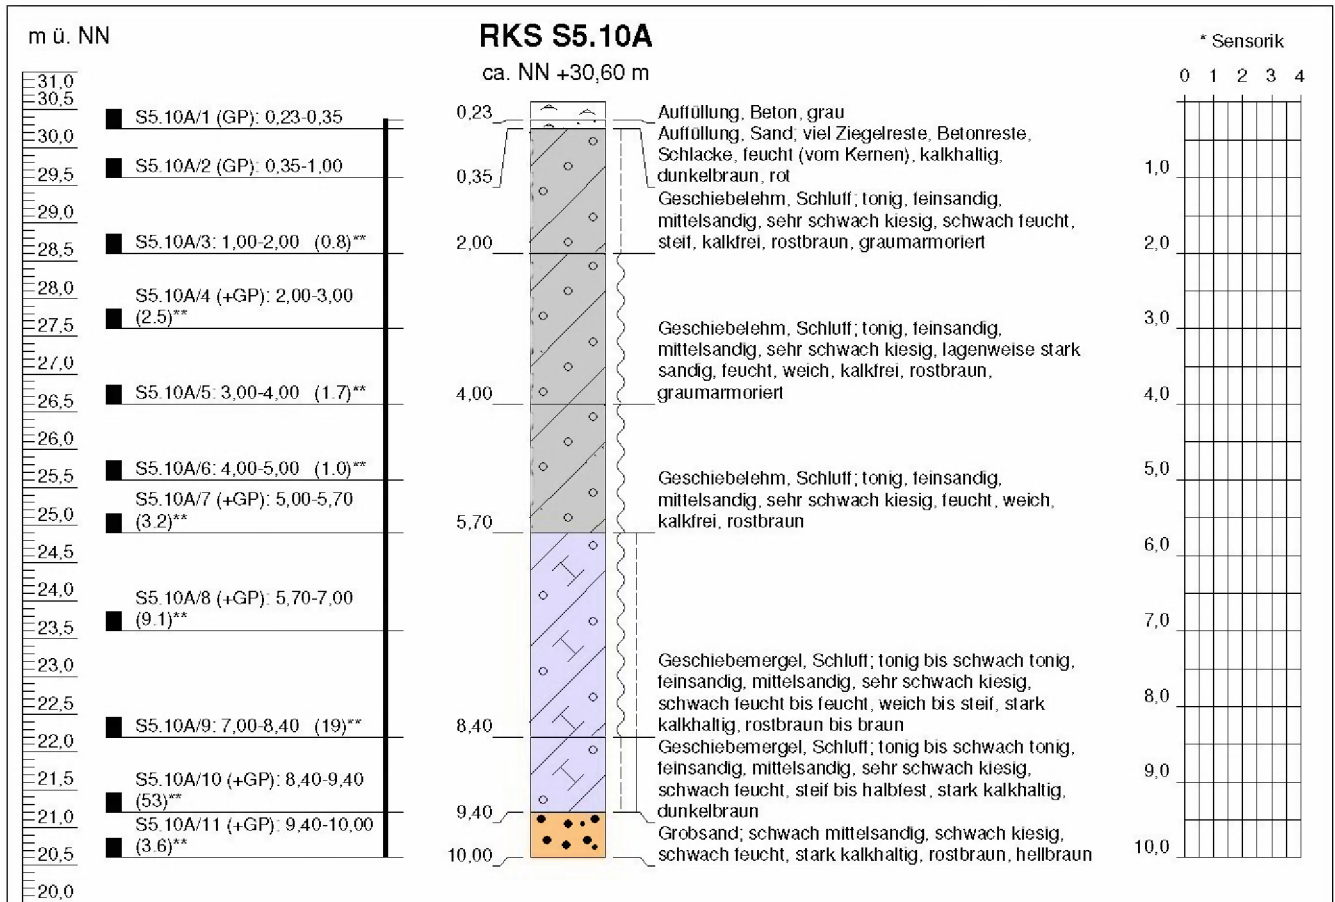 m ü. NN
RKS S5.10A
ca. NN +30,60 m
* Sensorik
0 1 2 3 4
31,0
30,5
30,0
29,5
29,0
28,5
28,0
27,5
27,0
26,5
26,0
25,5
25,0
24,5
24,0
23,5
23,0
22,5
22,0
21,5
21,0
20,5
20,0
S5.10A/1 (GP): 0,23-0,35
S5.10A/2 (GP): 0,35-1,00
S5.10A/3: 1,00-2,00 (0.8)**
S5.10A/4 (+GP): 2,00-3,00
(2.5)**
S5.10A/5: 3,00-4,00 (1.7)**
S5.10A/6: 4,00-5,00 (1.0)**
S5.10A/7 (+GP): 5,00-5,70
(3.2)**
S5.10A/8 (+GP): 5,70-7,00
(9.1)**
S5.10A/9: 7,00-8,40 (19)**
S5.10A/10 (+GP): 8,40-9,40
(53)**
S5.10A/11 (+GP): 9,40-10,00
(3.6)**
0,23
0,35
2,00
4,00
5,70
8,40
9,40
10,00
Auffüllung, Beton, grau
Auffüllung, Sand; viel Ziegelreste, Betonreste,
Schlacke, feucht (vom Kernen), kalkhaltig,
dunkelbraun, rot
Geschiebelehm, Schluff; tonig, feinsandig,
mittelsandig, sehr schwach kiesig, schwach feucht,
steif, kalkfrei, rostbraun, graumarmoriert
Geschiebelehm, Schluff; tonig, feinsandig,
mittelsandig, sehr schwach kiesig, lagenweise stark
sandig, feucht, weich, kalkfrei, rostbraun,
graumarmoriert
Geschiebelehm, Schluff; tonig, feinsandig,
mittelsandig, sehr schwach kiesig, feucht, weich,
kalkfrei, rostbraun
Geschiebemergel, Schluff; tonig bis schwach tonig,
feinsandig, mittelsandig, sehr schwach kiesig,
schwach feucht bis feucht, weich bis steif, stark
kalkhaltig, rostbraun bis braun
Geschiebemergel, Schluff; tonig bis schwach tonig,
feinsandig, mittelsandig, sehr schwach kiesig,
schwach feucht, steif bis halbfest, stark kalkhaltig,
dunkelbraun
Grobsand; schwach mittelsandig, schwach kiesig,
schwach feucht, stark kalkhaltig, rostbraun, hellbraun
1,0
2,0
3,0
4,0
5,0
6,0
7,0
8,0
9,0
10,0